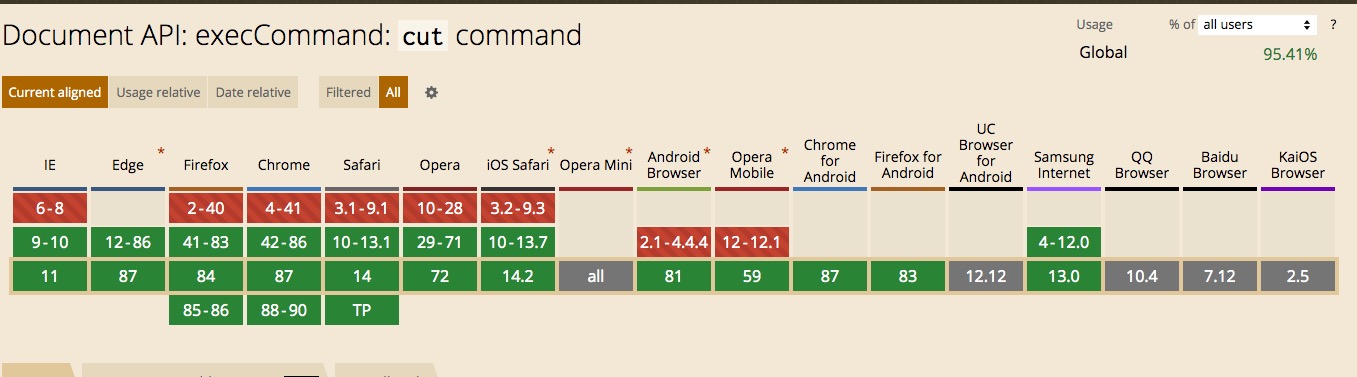 Document API: execCommand: cut command
Usage % of all users ?
Global 95.41%
Current aligned Usage relative Date relative Filtered All
IE Edge * Firefox Chrome Safari Opera iOS Safari * Opera Mini * Android Browser * Opera Mobile * Chrome for Android Firefox for Android UC Browser for Android Samsung Internet QQ Browser Baidu Browser KaiOS Browser
6-8 2-40 4-41 3.1-9.1 10-28 3.2-9.3
9-10 12-86 41-83 42-86 10-13.1 29-71 10-13.7 2.1-4.4.4 12-12.1 4-12.0
11 87 84 87 14 72 14.2 all 81 59 87 83 12.12 13.0 10.4 7.12 2.5
85-86 88-90 TP